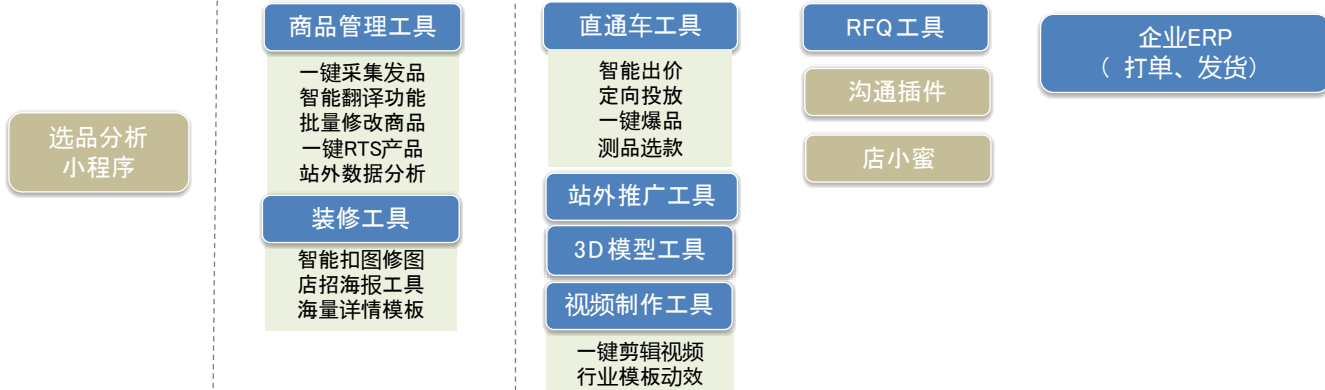 选品分析
小程序
商品管理工具
一键采集发品
智能翻译功能
批量修改商品
一键RTS产品
站外数据分析
装修工具
智能扣图修图
店招海报工具
海量详情模板
直通车工具
智能出价
定向投放
一键爆品
测品选款
站外推广工具
3D模型工具
视频制作工具
一键剪辑视频
行业模板动效
RFQ工具
沟通插件
店小蜜
企业ERP
（ 打单、发货）